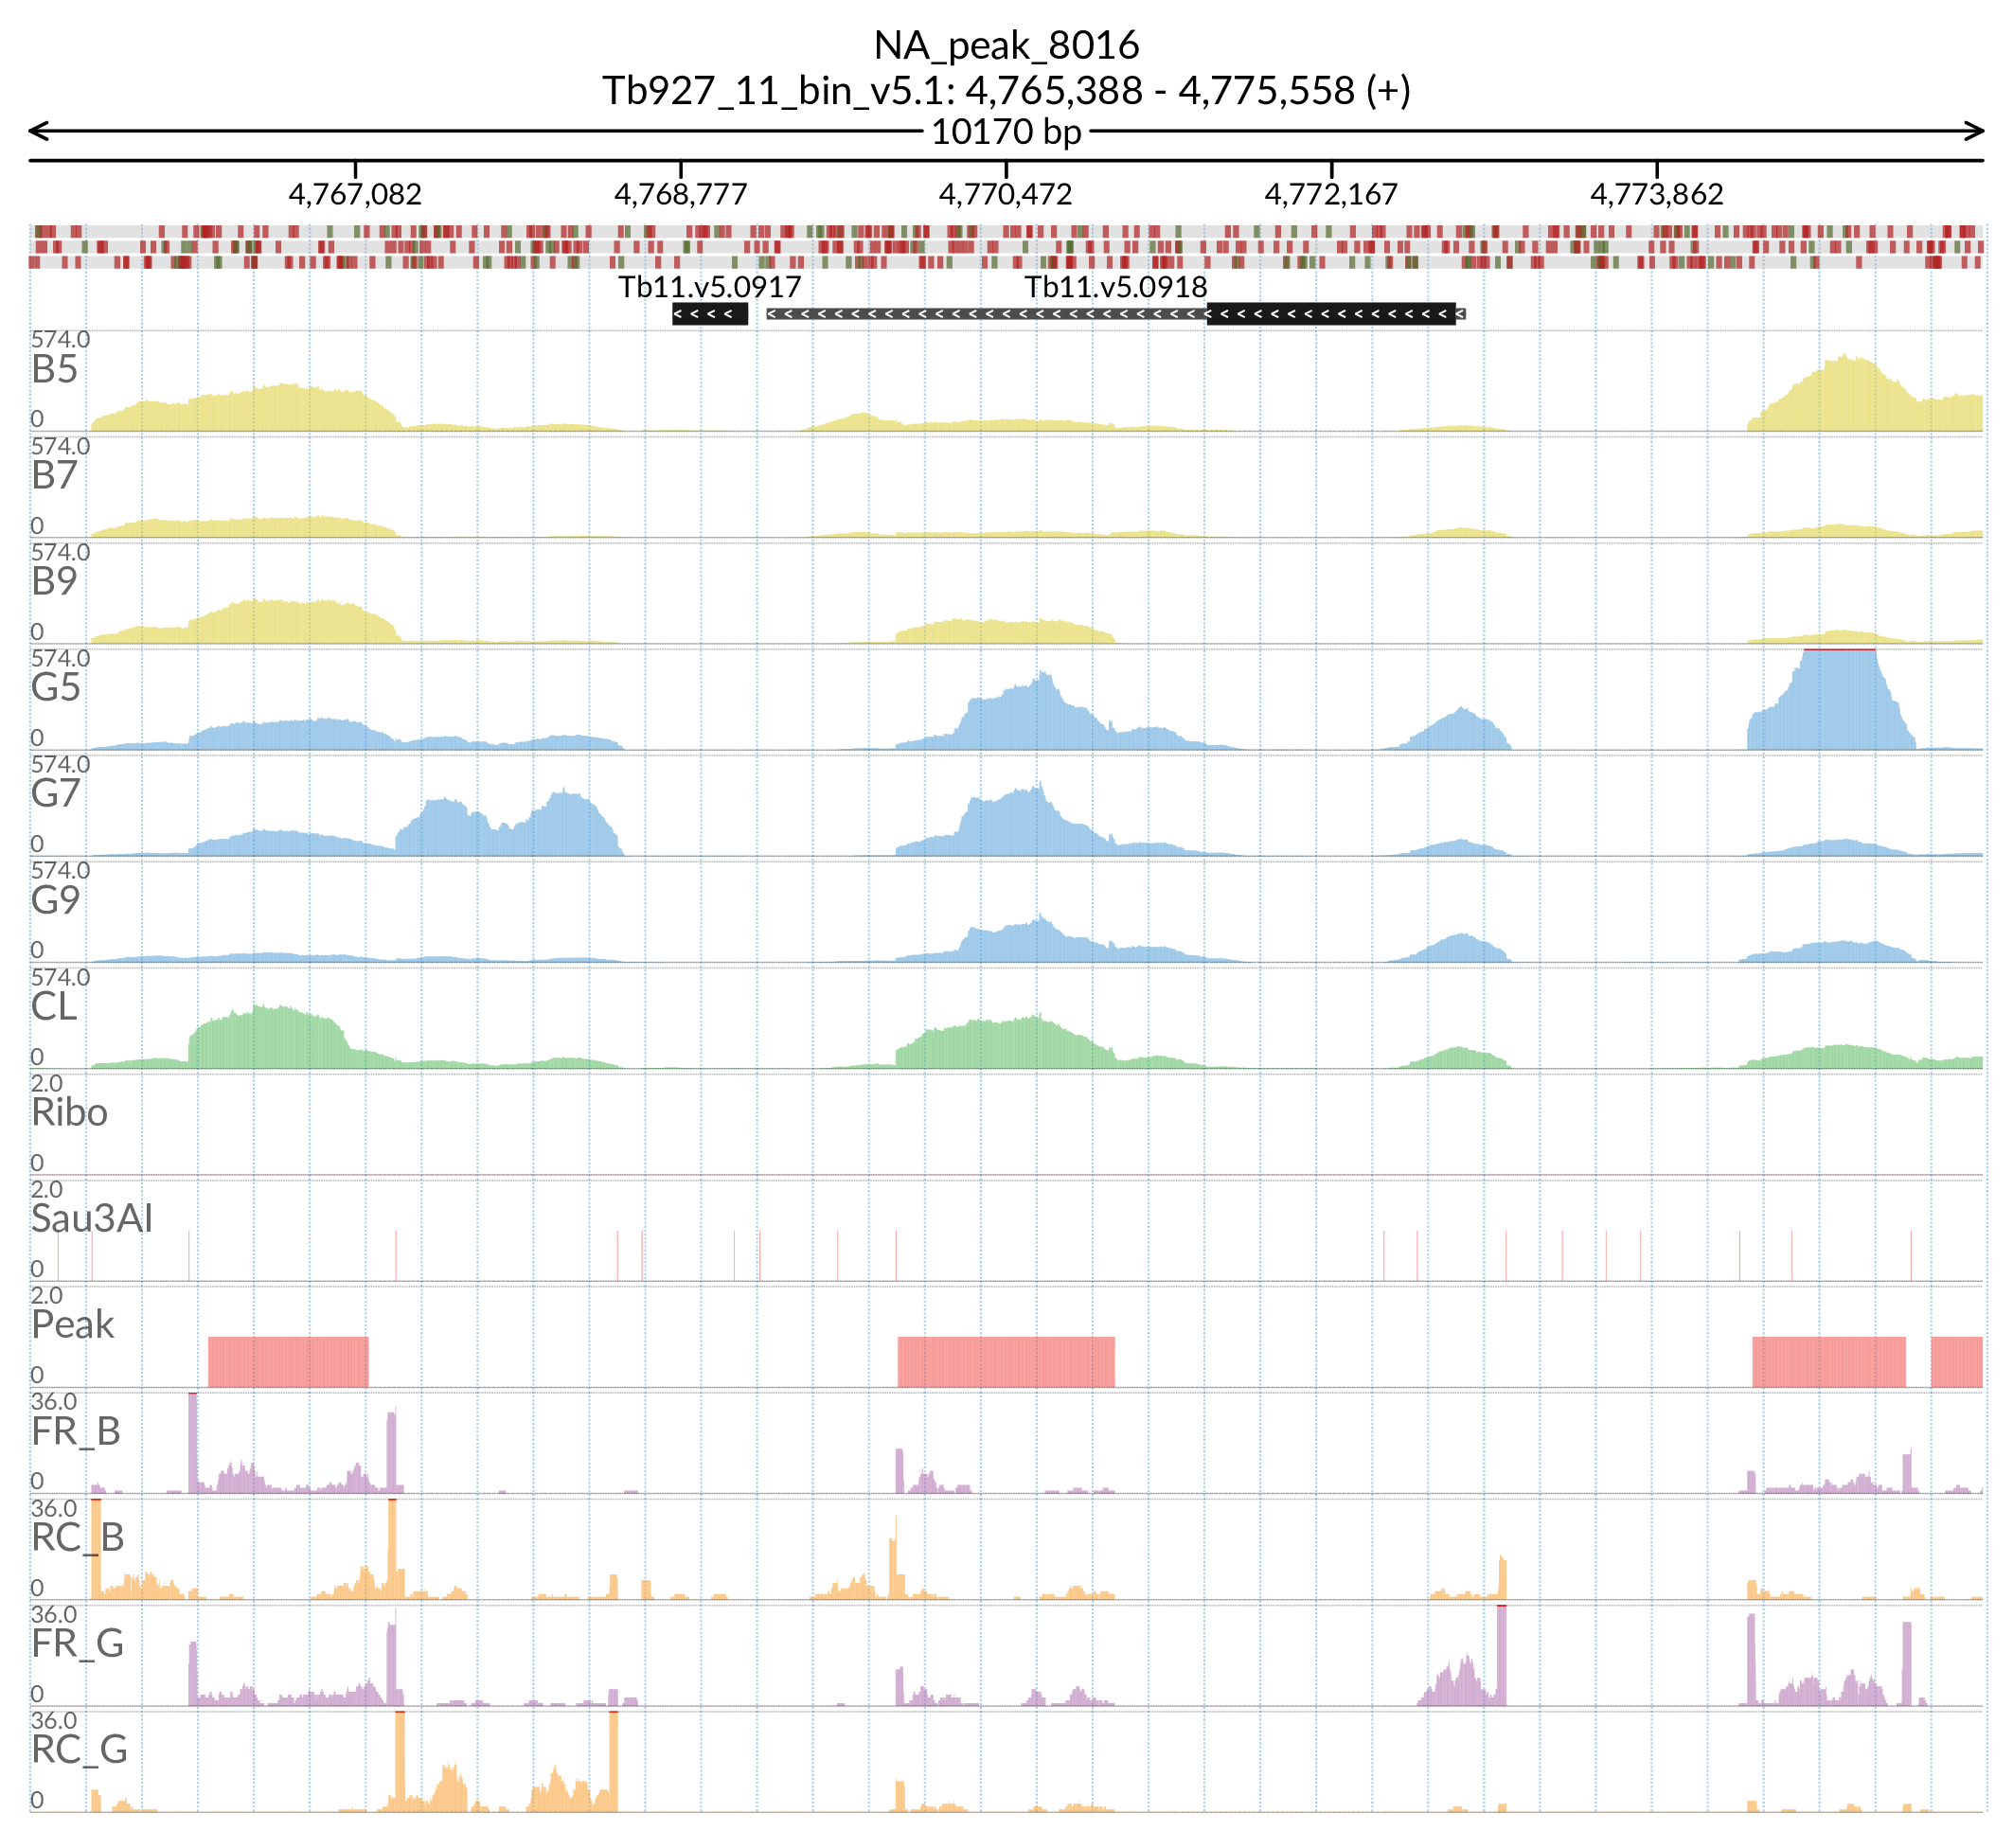 NA_peak_8016
Tb927_11_bin_v5.1: 4,765,388 - 4,775,558 (+)
10170 bp
4,767,082 4,768,777 4,770,472 4,772,167 4,773,862
Tb11.v5.0917 Tb11.v5.0918
574.0
B5
0
574.0
B7
0
574.0
B9
0
574.0
G5
0
574.0
G7
0
574.0
G9
0
574.0
CL
0
2.0
Ribo
0
2.0
Sau3AI
0
2.0
Peak
0
36.0
FR_B
0
36.0
RC_B
0
36.0
FR_G
0
36.0
RC_G
0